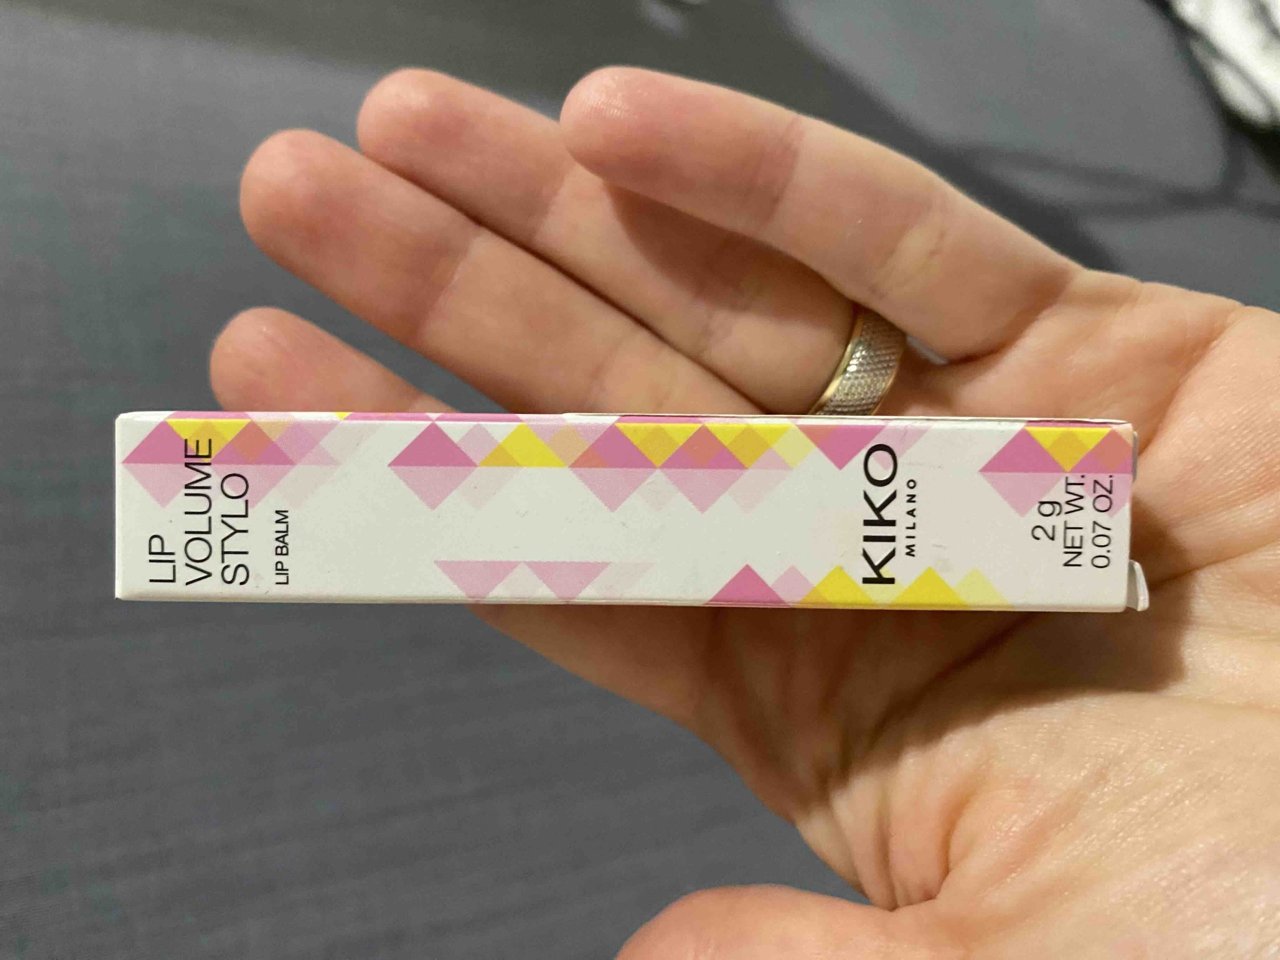 LIP
VOLUME
STYLO
LIP BALM
KIKO
MILANO
2 g
NET WT.
0.07 OZ.